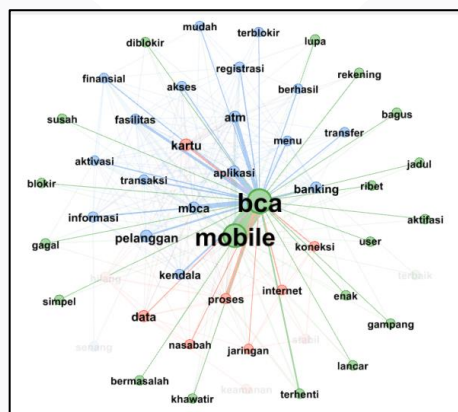 mudah
diblokir
terblokir
lupa
finansial
akses
registrasi
rekening
berhasil
susah
fasilitas
atm
bagus
kartu
menu
transfer
aktivasi
jadul
blokir
transaksi
aplikasi
banking
ribet
bca
informasi
mbca
aktifasi
gagal
pelanggan
mobile
koneksi
user
kendala
hilang
terbaik
simpel
proses
internet
enak
data
gampang
nasabah
stabil
senang
jaringan
lancar
bermasalah
khawatir
keamanan
terhenti